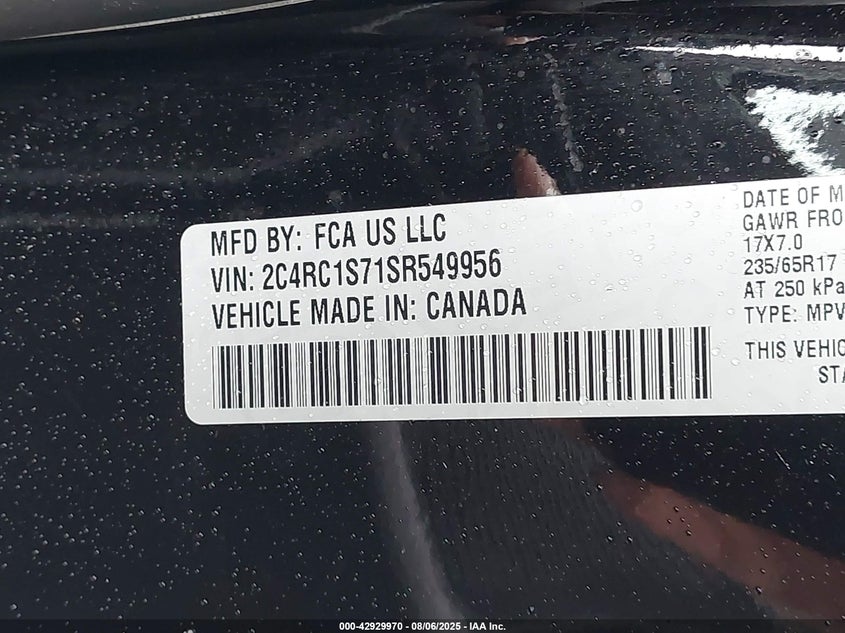 MFD BY: FCA US LLC
VIN: 2C4RC1S71SR549956
VEHICLE MADE IN: CANADA
DATE OF M
GAWR FRO
17X7.0
235/65R17
AT 250 kPa
TYPE: MPV
THIS VEHIC
STA
000-42929970 - 08/06/2025 - IAA Inc.